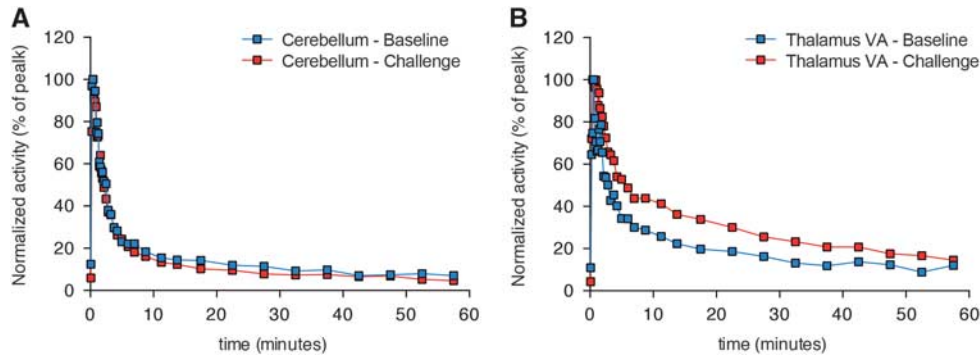 A
120
100
80
60
40
20
0
Normalized activity (% of pealk)
Cerebellum - Baseline
Cerebellum - Challenge
0 10 20 30 40 50 60
time (minutes)
B
120
100
80
60
40
20
0
Normalized activity (% of pealk)
Thalamus VA - Baseline
Thalamus VA - Challenge
0 10 20 30 40 50 60
time (minutes)